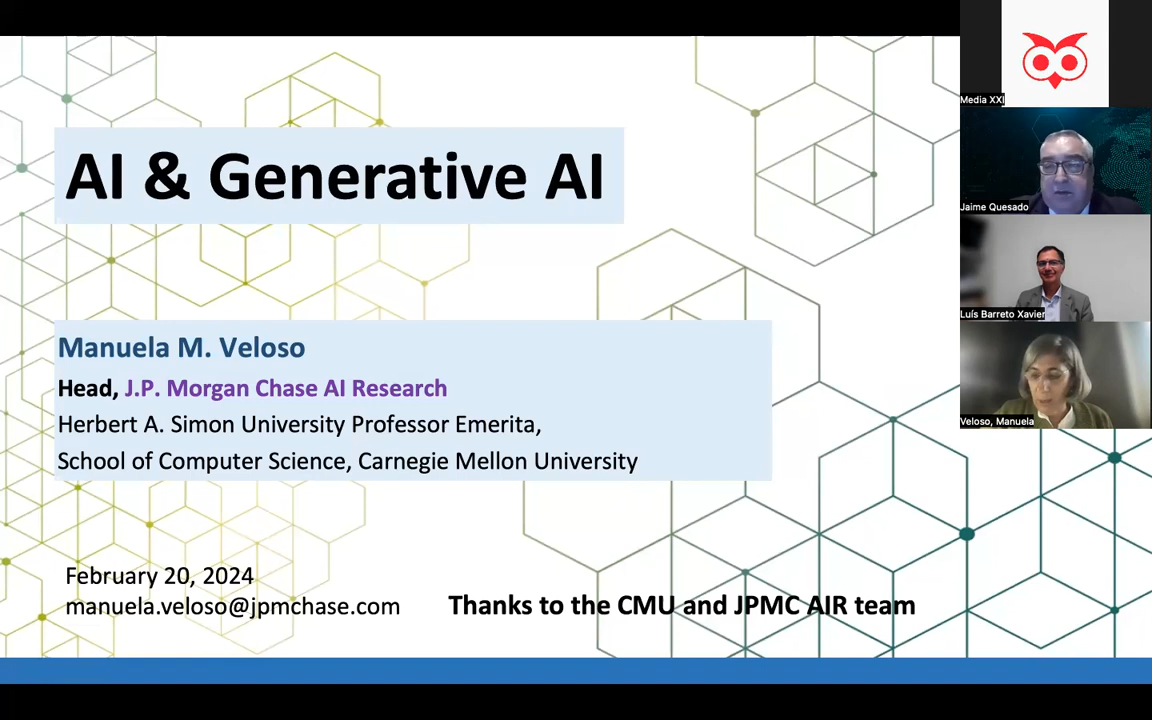 AI & Generative AI
Manuela M. Veloso
Head, J.P. Morgan Chase AI Research
Herbert A. Simon University Professor Emerita,
School of Computer Science, Carnegie Mellon University
February 20, 2024
manuela.veloso@jpmchase.com
Thanks to the CMU and JPMC AIR team
Media XXI
Jaime Quesado
Luís Barreto Xavier
Veloso, Manuela